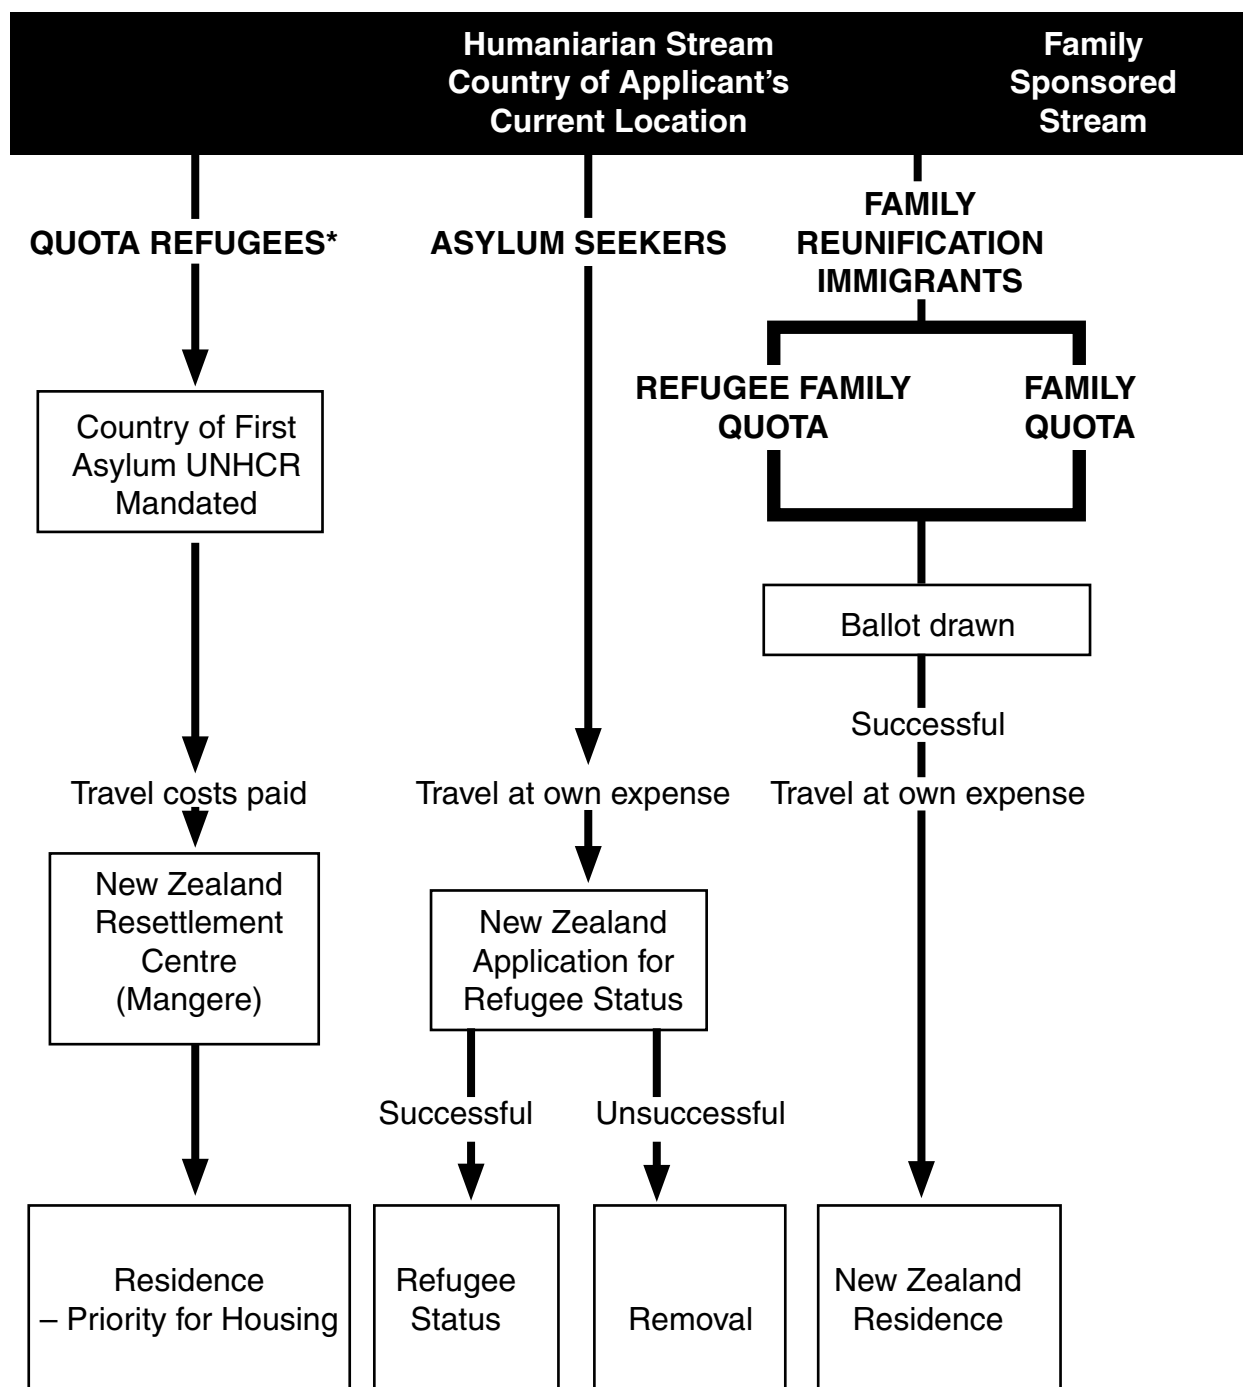 Humaniarian Stream
Country of Applicant’s
Current Location
Family
Sponsored
Stream
QUOTA REFUGEES*
ASYLUM SEEKERS
FAMILY
REUNIFICATION
IMMIGRANTS
REFUGEE FAMILY
QUOTA
FAMILY
QUOTA
Country of First
Asylum UNHCR
Mandated
Ballot drawn
Successful
Travel costs paid
Travel at own expense
Travel at own expense
New Zealand
Resettlement
Centre
(Mangere)
New Zealand
Application for
Refugee Status
Successful
Unsuccessful
Residence
– Priority for Housing
Refugee
Status
Removal
New Zealand
Residence